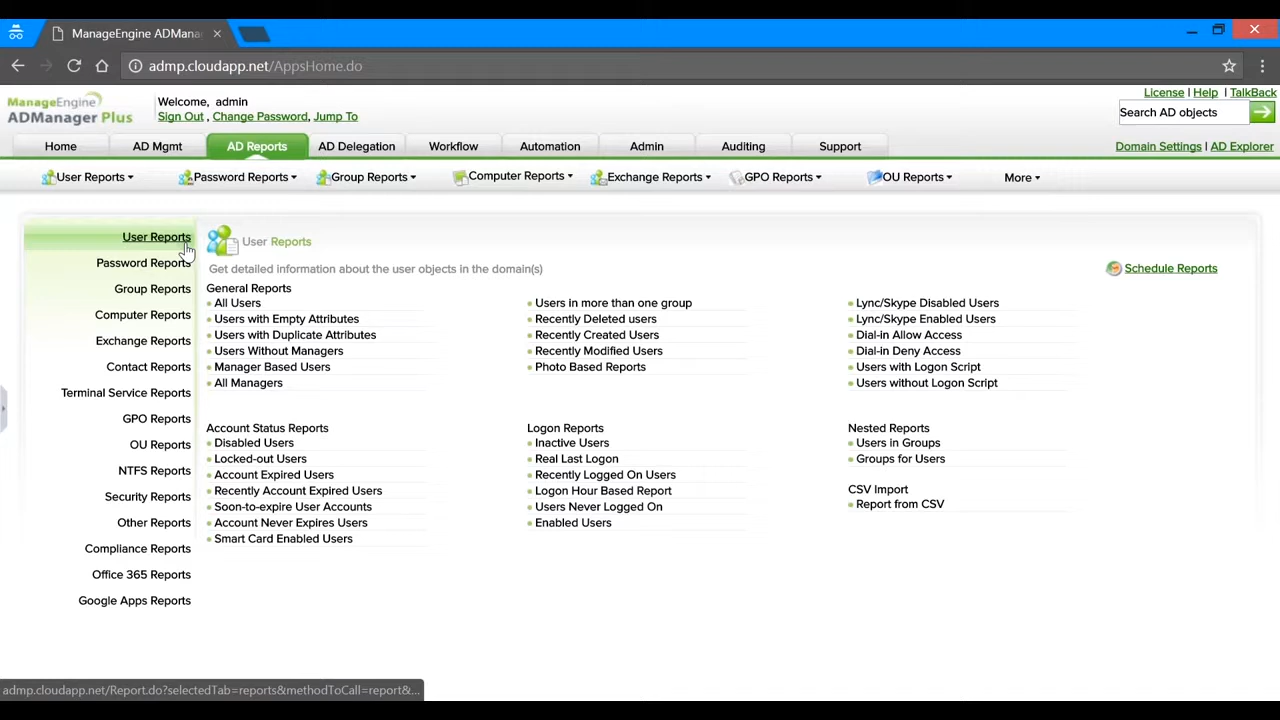 ManageEngine ADMana
admp.cloudapp.net/AppsHome.do
ManageEngine
ADManager Plus
Welcome, admin
Sign Out , Change Password, Jump To
License | Help | TalkBack
Search AD objects
Home AD Mgmt AD Reports AD Delegation Workflow Automation Admin Auditing Support
Domain Settings | AD Explorer
User Reports Password Reports Group Reports Computer Reports Exchange Reports GPO Reports OU Reports More
User Reports
Password Reports
Group Reports
Computer Reports
Exchange Reports
Contact Reports
Terminal Service Reports
GPO Reports
OU Reports
NTFS Reports
Security Reports
Other Reports
Compliance Reports
Office 365 Reports
Google Apps Reports
User Reports
Get detailed information about the user objects in the domain(s)
Schedule Reports
General Reports
All Users
Users with Empty Attributes
Users with Duplicate Attributes
Users Without Managers
Manager Based Users
All Managers
Users in more than one group
Recently Deleted users
Recently Created Users
Recently Modified Users
Photo Based Reports
Lync/Skype Disabled Users
Lync/Skype Enabled Users
Dial-in Allow Access
Dial-in Deny Access
Users with Logon Script
Users without Logon Script
Account Status Reports
Disabled Users
Locked-out Users
Account Expired Users
Recently Account Expired Users
Soon-to-expire User Accounts
Account Never Expires Users
Smart Card Enabled Users
Logon Reports
Inactive Users
Real Last Logon
Recently Logged On Users
Logon Hour Based Report
Users Never Logged On
Enabled Users
Nested Reports
Users in Groups
Groups for Users
CSV Import
Report from CSV
admp.cloudapp.net/Report.do?selectedTab=reports&methodToCall=report&...